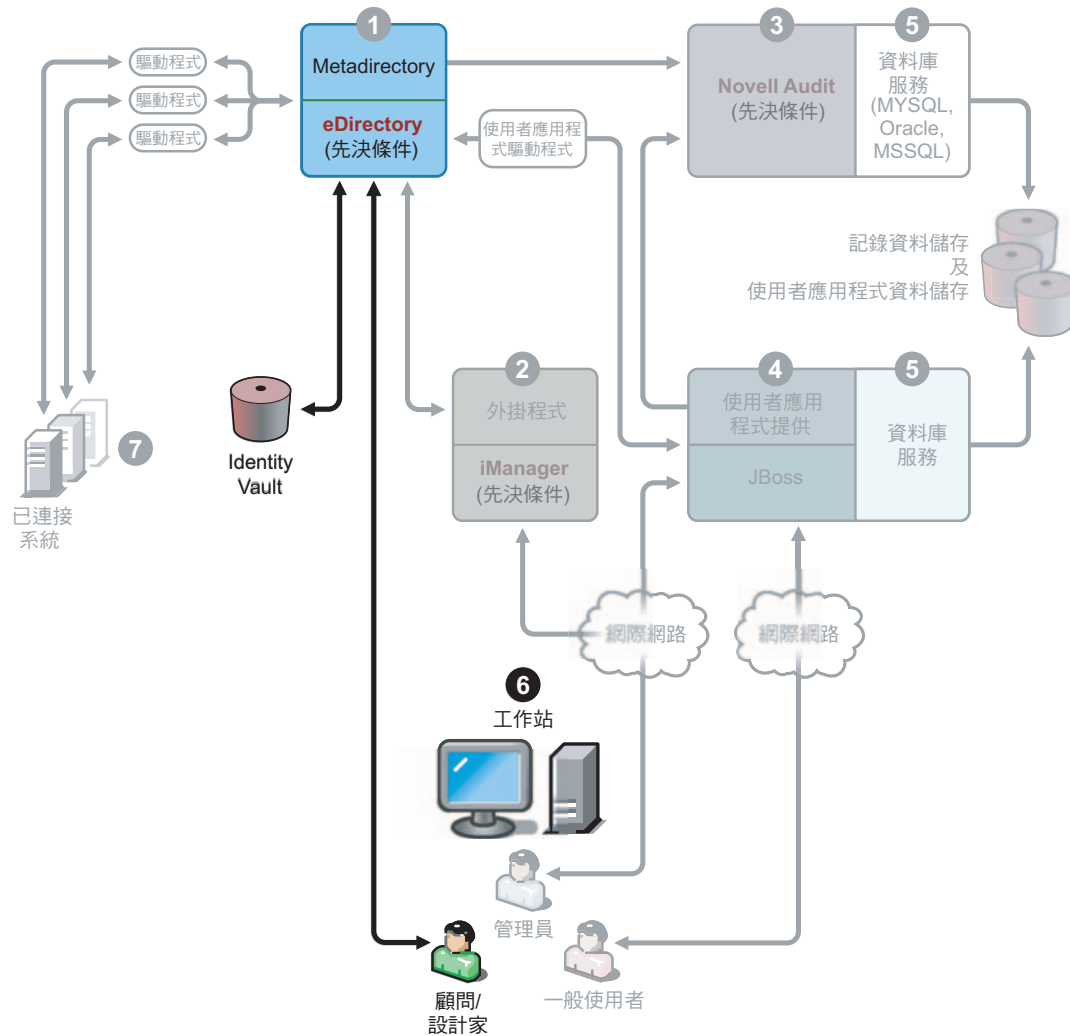 1
Metadirectory
eDirectory
(先決條件)
驅動程式
驅動程式
驅動程式
使用者應用程
式驅動程式
3
Novell Audit
(先決條件)
5
資料庫
服務
(MYSQL,
Oracle,
MSSQL)
記錄資料儲存
及
使用者應用程式資料儲存
2
外掛程式
iManager
(先決條件)
4
使用者應用
程式提供
JBoss
5
資料庫
服務
Identity
Vault
7
已連接
系統
網際網路
網際網路
6
工作站
管理員
顧問/
設計家
一般使用者